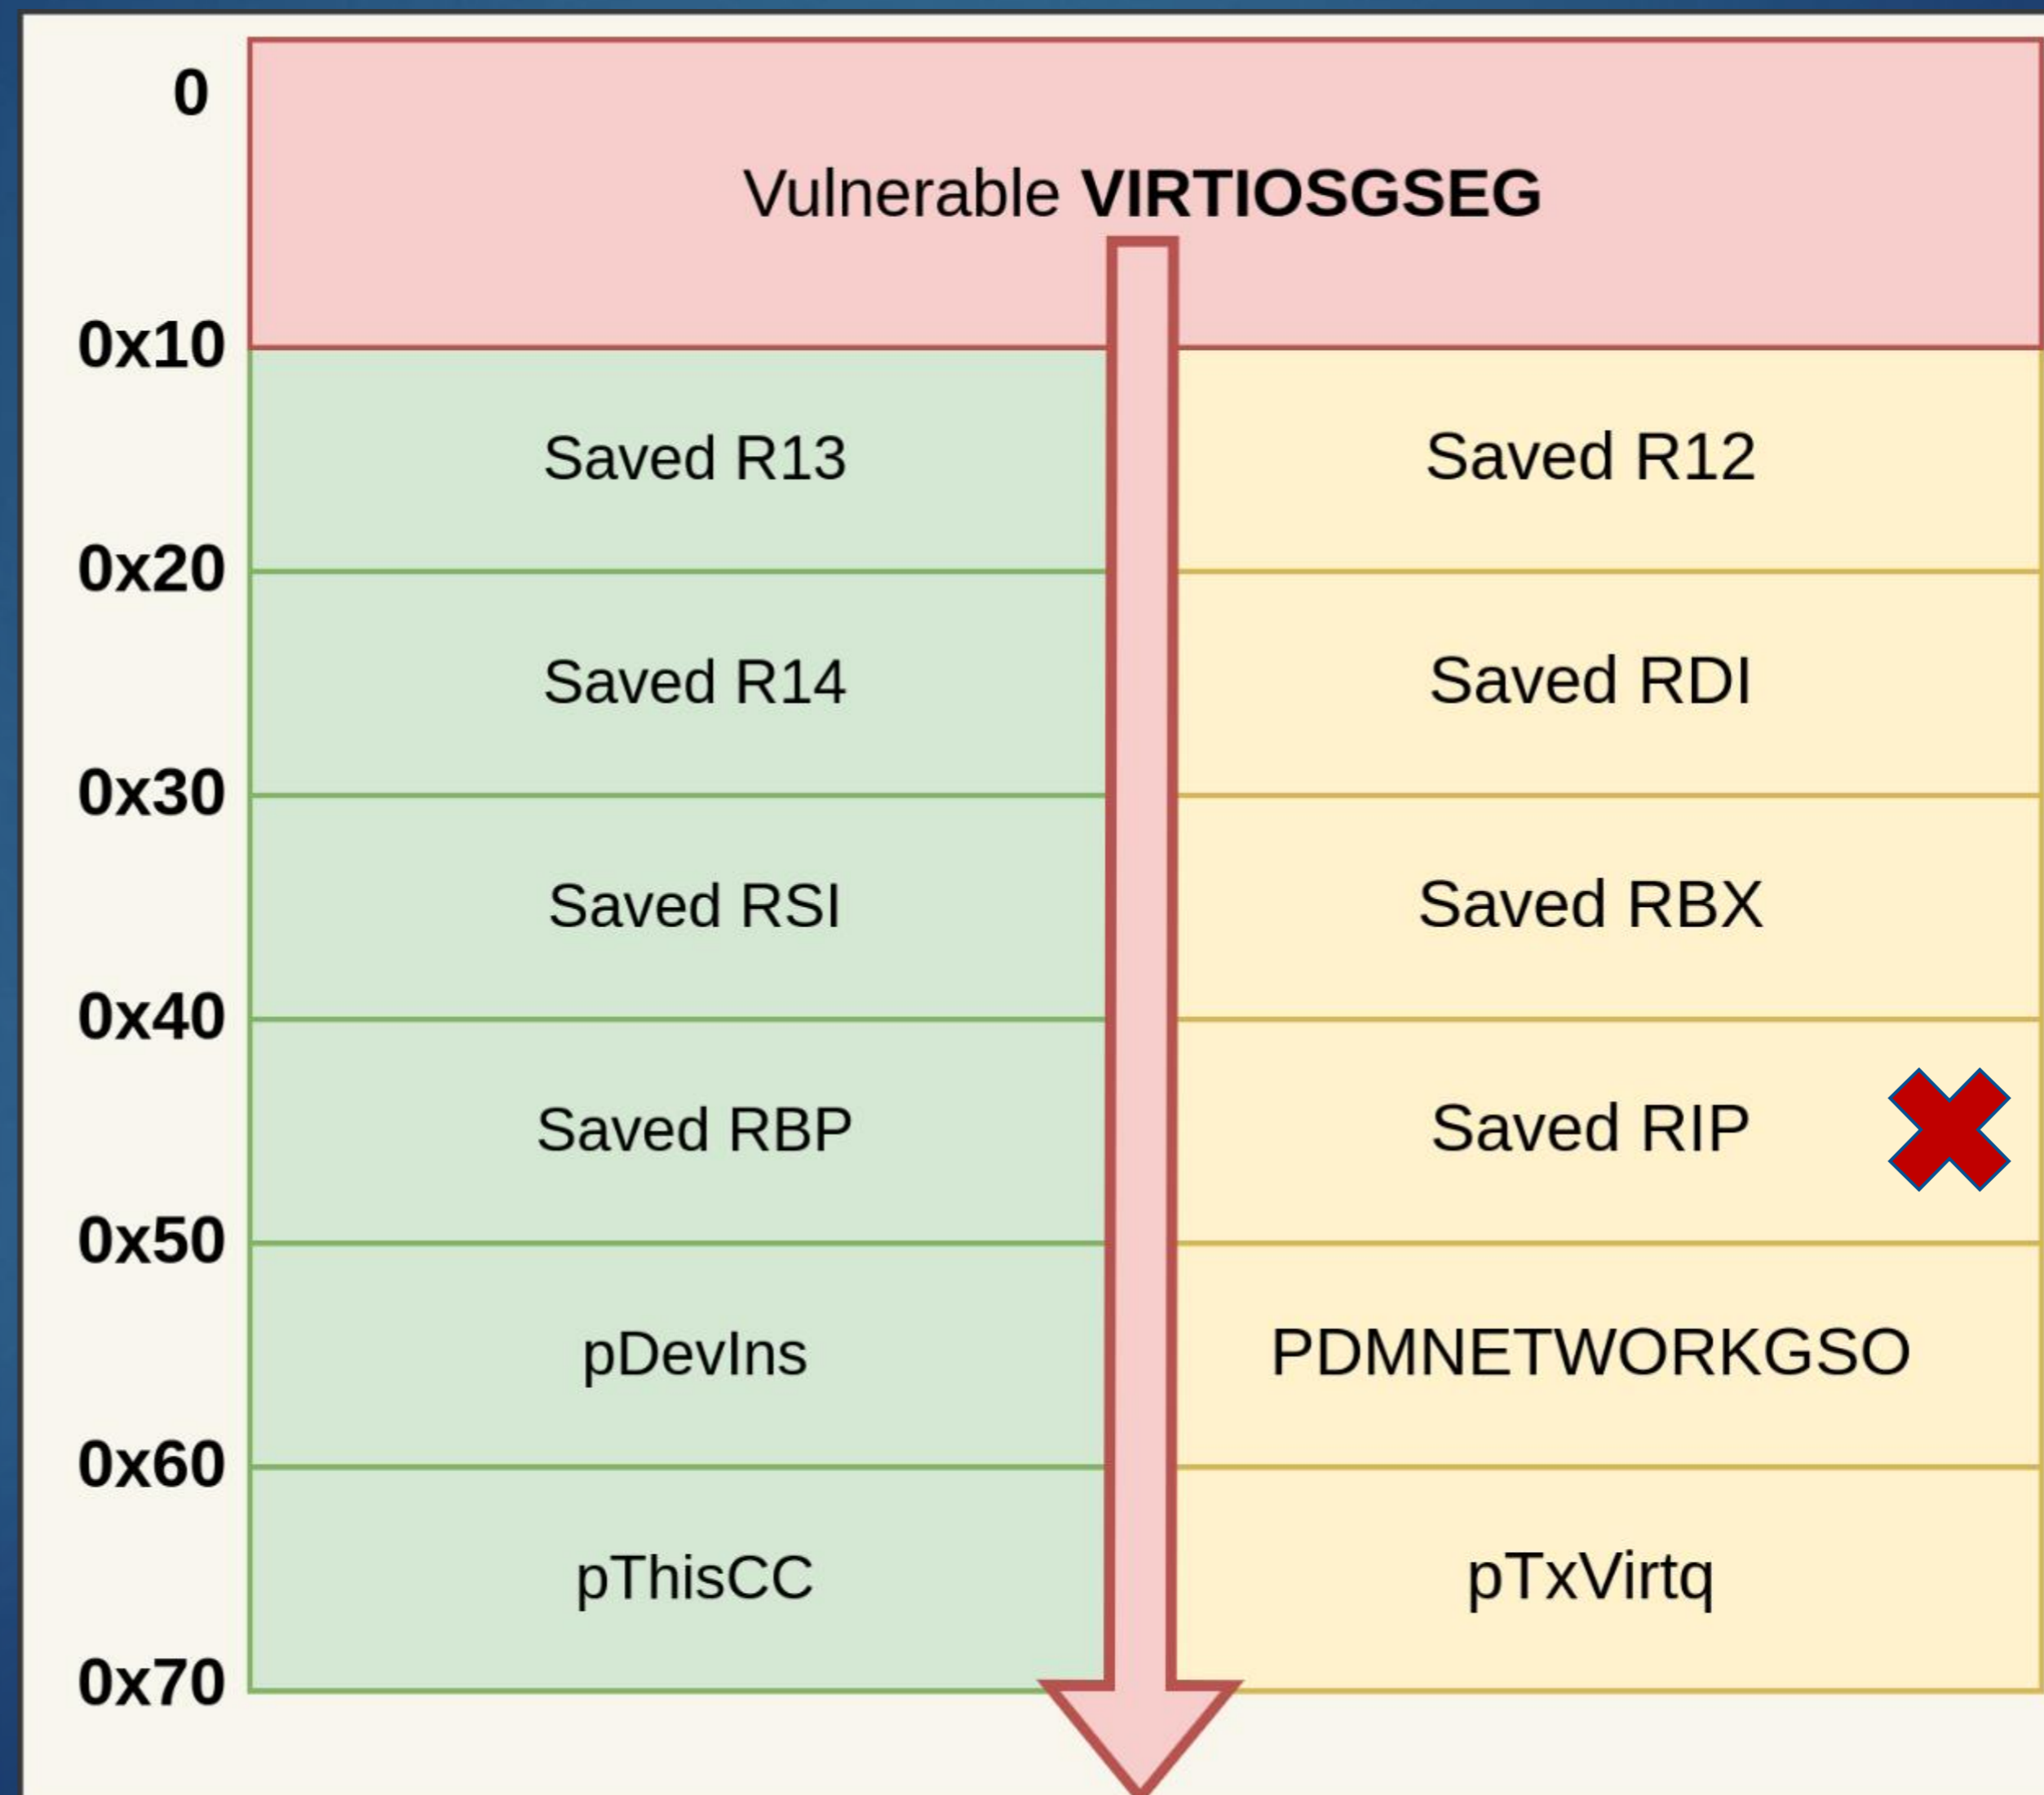 0
Vulnerable VIRTIOSGSEG
0x10
Saved R13 Saved R12
0x20
Saved R14 Saved RDI
0x30
Saved RSI Saved RBX
0x40
Saved RBP Saved RIP
0x50
pDevIns PDMNETWORKGSO
0x60
pThisCC pTxVirtq
0x70